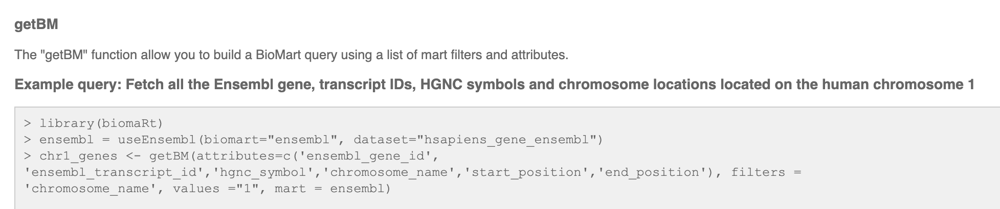 getBM
The "getBM" function allow you to build a BioMart query using a list of mart filters and attributes.
Example query: Fetch all the Ensembl gene, transcript IDs, HGNC symbols and chromosome locations located on the human chromosome 1
> library(biomaRt)
> ensembl = useEnsembl(biomart="ensembl", dataset="hsapiens_gene_ensembl")
> chr1_genes <- getBM(attributes=c('ensembl_gene_id',
'ensembl_transcript_id','hgnc_symbol','chromosome_name','start_position','end_position'), filters =
'chromosome_name', values ="1", mart = ensembl)